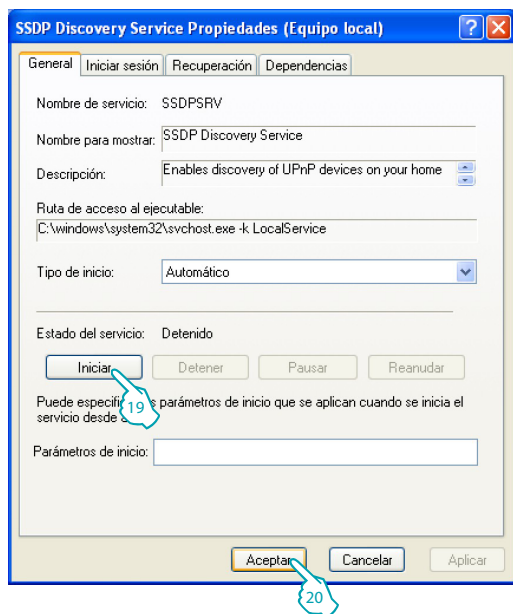 SSDP Discovery Service Propiedades (Equipo local)
General Iniciar sesión Recuperación Dependencias
Nombre de servicio: SSDPSRV
Nombre para mostrar: SSDP Discovery Service
Descripción: Enables discovery of UPnP devices on your home
Ruta de acceso al ejecutable:
C:\windows\system32\svchost.exe -k LocalService
Tipo de inicio: Automático
Estado del servicio: Detenido
Iniciar Detener Pausar Reanudar
19
Puede especifi s parámetros de inicio que se aplican cuando se inicia el
servicio desde
Parámetros de inicio:
Aceptar Cancelar Aplicar
20